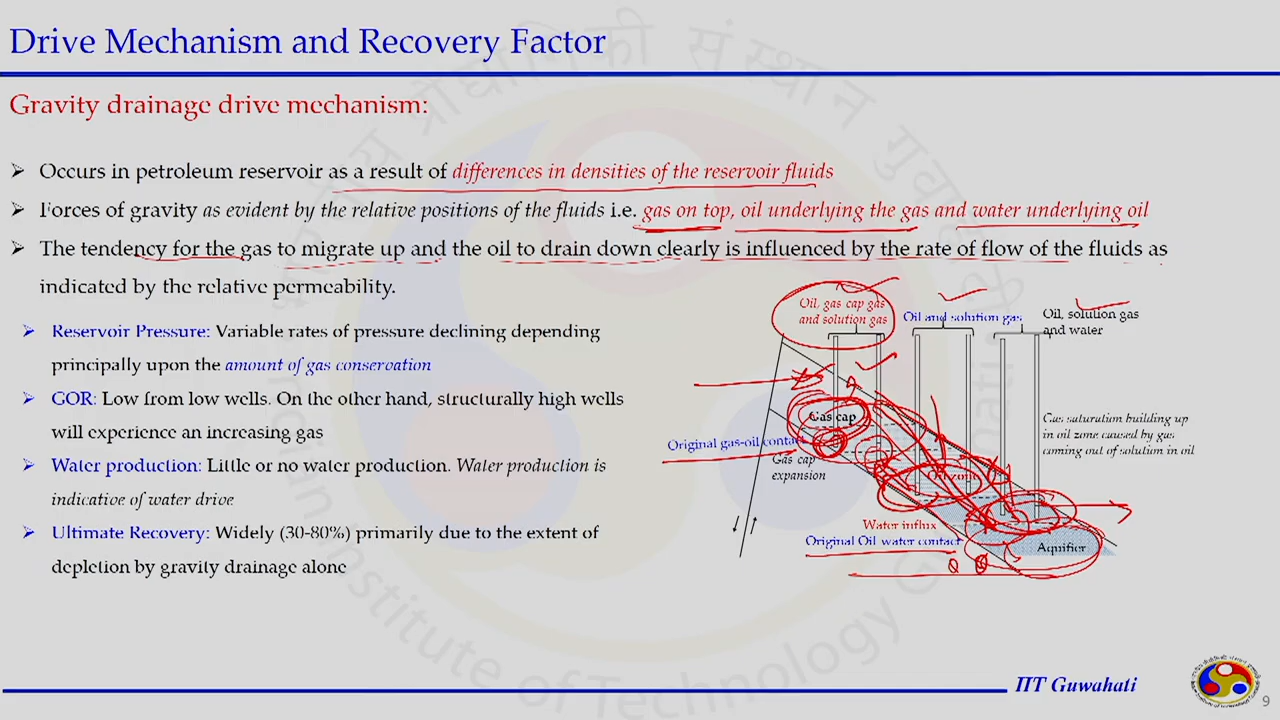 Drive Mechanism and Recovery Factor
Gravity drainage drive mechanism:
➤ Occurs in petroleum reservoir as a result of differences in densities of the reservoir fluids
➤ Forces of gravity as evident by the relative positions of the fluids i.e. gas on top, oil underlying the gas and water underlying oil
➤ The tendency for the gas to migrate up and the oil to drain down clearly is influenced by the rate of flow of the fluids as
indicated by the relative permeability.
➤ Reservoir Pressure: Variable rates of pressure declining depending
principally upon the amount of gas conservation
➤ GOR: Low from low wells. On the other hand, structurally high wells
will experience an increasing gas
➤ Water production: Little or no water production. Water production is
indicative of water drive
➤ Ultimate Recovery: Widely (30-80%) primarily due to the extent of
depletion by gravity drainage alone
Oil, gas cap gas
and solution gas
Oil and solution gas
Oil, solution gas
and water
Gas cap
Original gas-oil contact
Gas cap
expansion
Gas saturation building up
in oil zone caused by gas
coming out of solution in oil
Oil zone
Water influx
Original Oil-water contact
Aquifier
IIT Guwahati
9
Institute of Technology G